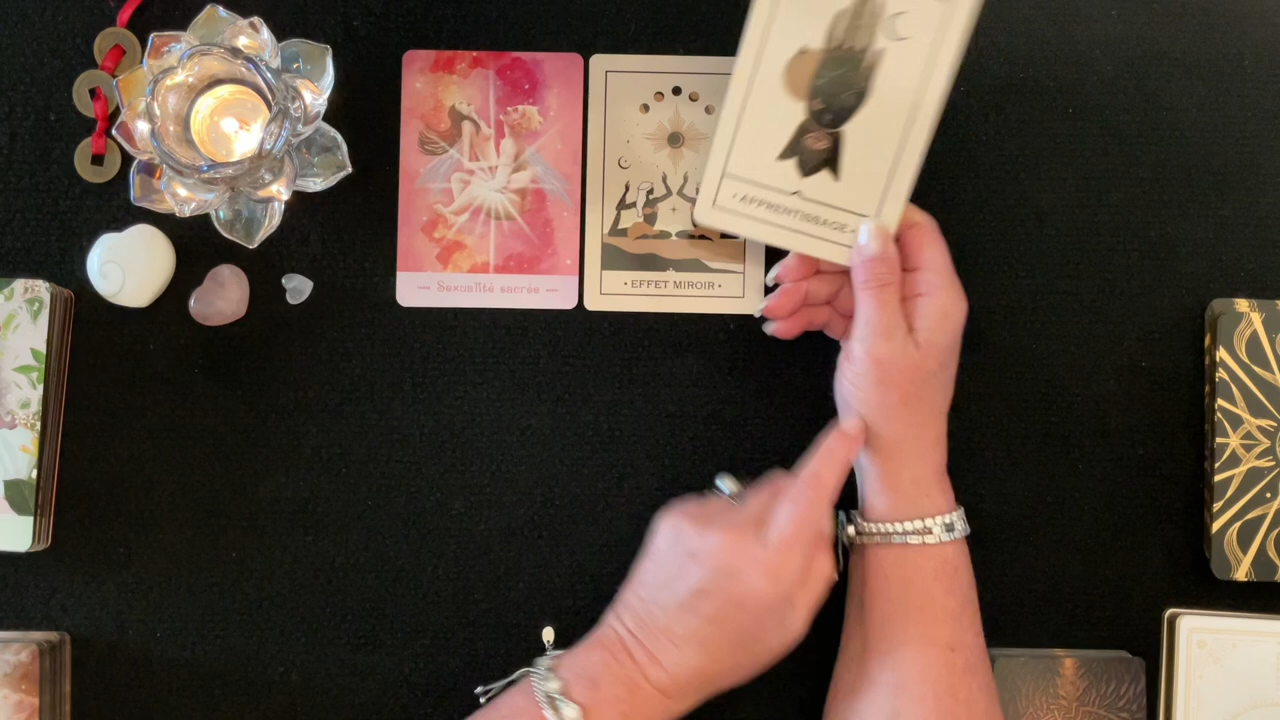 Sexualité sacrée
• EFFET MIROIR •
• APPRENTISSAGE •